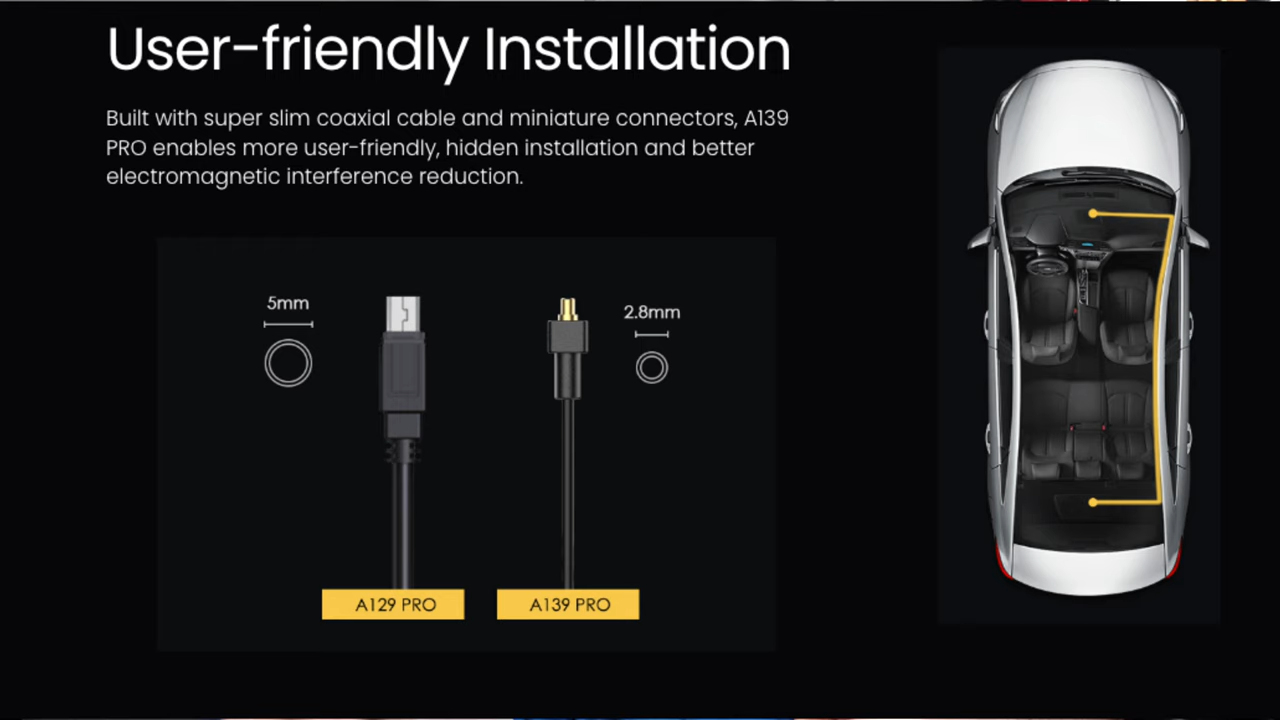 User-friendly Installation
Built with super slim coaxial cable and miniature connectors, A139
PRO enables more user-friendly, hidden installation and better
electromagnetic interference reduction.
5mm
2.8mm
A129 PRO
A139 PRO